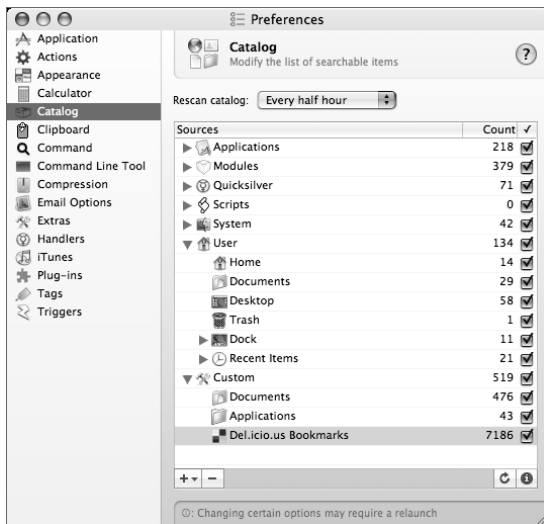 Preferences
Application
Actions
Appearance
Calculator
Catalog
Clipboard
Command
Command Line Tool
Compression
Email Options
Extras
Handlers
iTunes
Plug-ins
Tags
Triggers
Catalog
Modify the list of searchable items
?
Rescan catalog: Every half hour
Sources Count ✓
Applications 218
Modules 379
Quicksilver 71
Scripts 0
System 42
User 134
Home 14
Documents 29
Desktop 58
Trash 1
Dock 11
Recent Items 21
Custom 519
Documents 476
Applications 43
Del.icio.us Bookmarks 7186
+ −
ⓘ: Changing certain options may require a relaunch